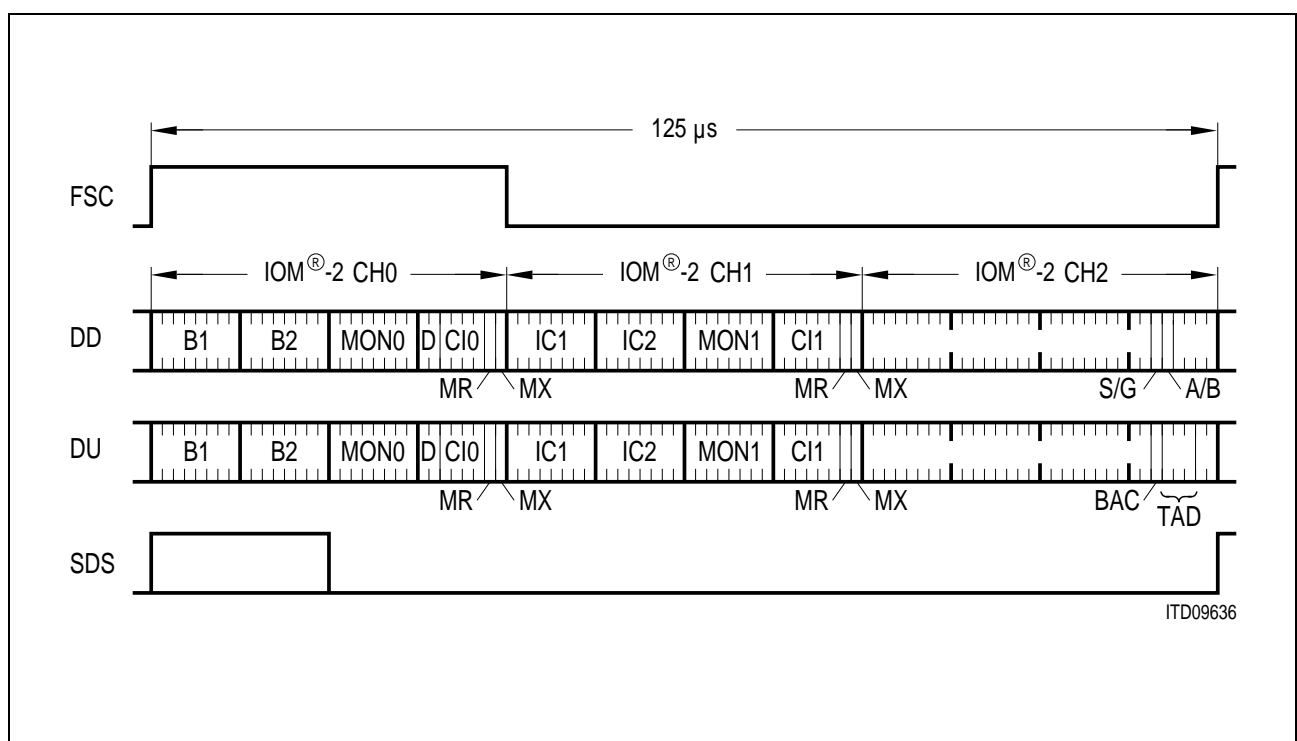 125 µs
FSC
IOM®-2 CH0 IOM®-2 CH1 IOM®-2 CH2
DD B1 B2 MON0 D CI0 IC1 IC2 MON1 CI1
MR MX MR MX S/G A/B
DU B1 B2 MON0 D CI0 IC1 IC2 MON1 CI1
MR MX MR MX BAC TAD
SDS
ITD09636